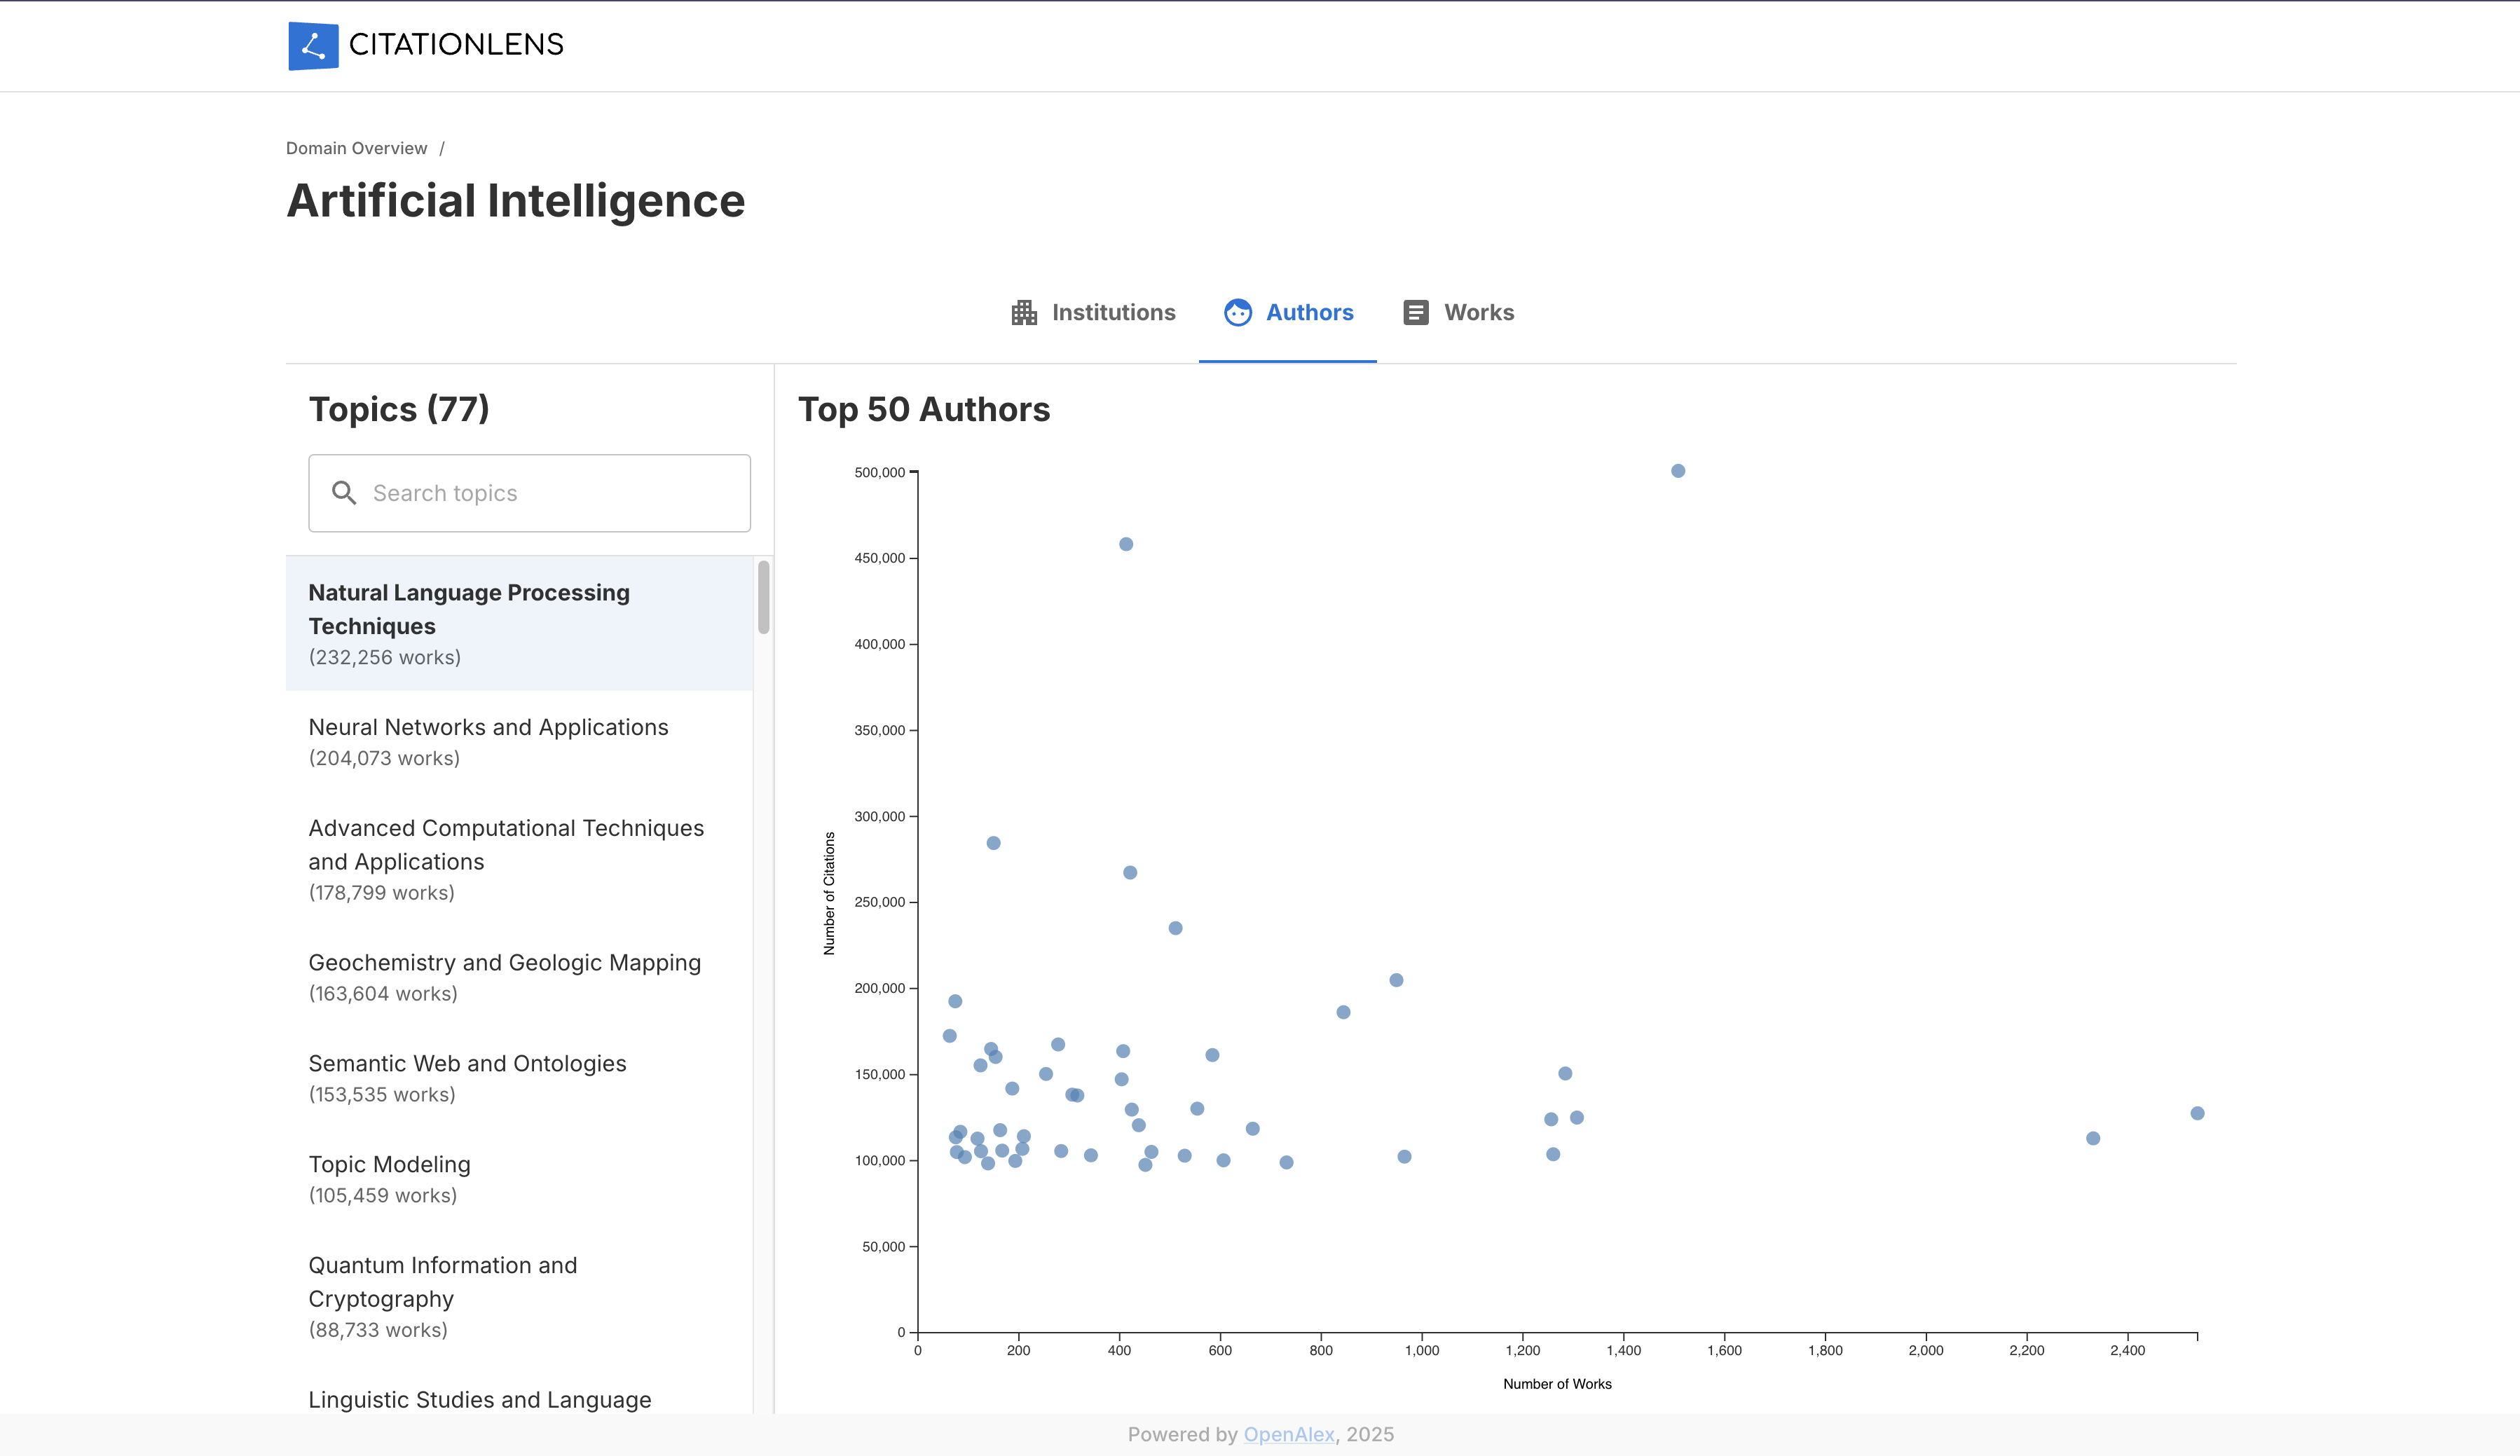 CITATIONLENS
Domain Overview /
Artificial Intelligence
Institutions
Authors
Works
Topics (77)
Search topics
Natural Language Processing
Techniques
(232,256 works)
Neural Networks and Applications
(204,073 works)
Advanced Computational Techniques
and Applications
(178,799 works)
Geochemistry and Geologic Mapping
(163,604 works)
Semantic Web and Ontologies
(153,535 works)
Topic Modeling
(105,459 works)
Quantum Information and
Cryptography
(88,733 works)
Linguistic Studies and Language
Top 50 Authors
500,000
450,000
400,000
350,000
300,000
250,000
200,000
150,000
100,000
50,000
0
Number of Citations
0 200 400 600 800 1,000 1,200 1,400 1,600 1,800 2,000 2,200 2,400
Number of Works
Powered by OpenAlex, 2025